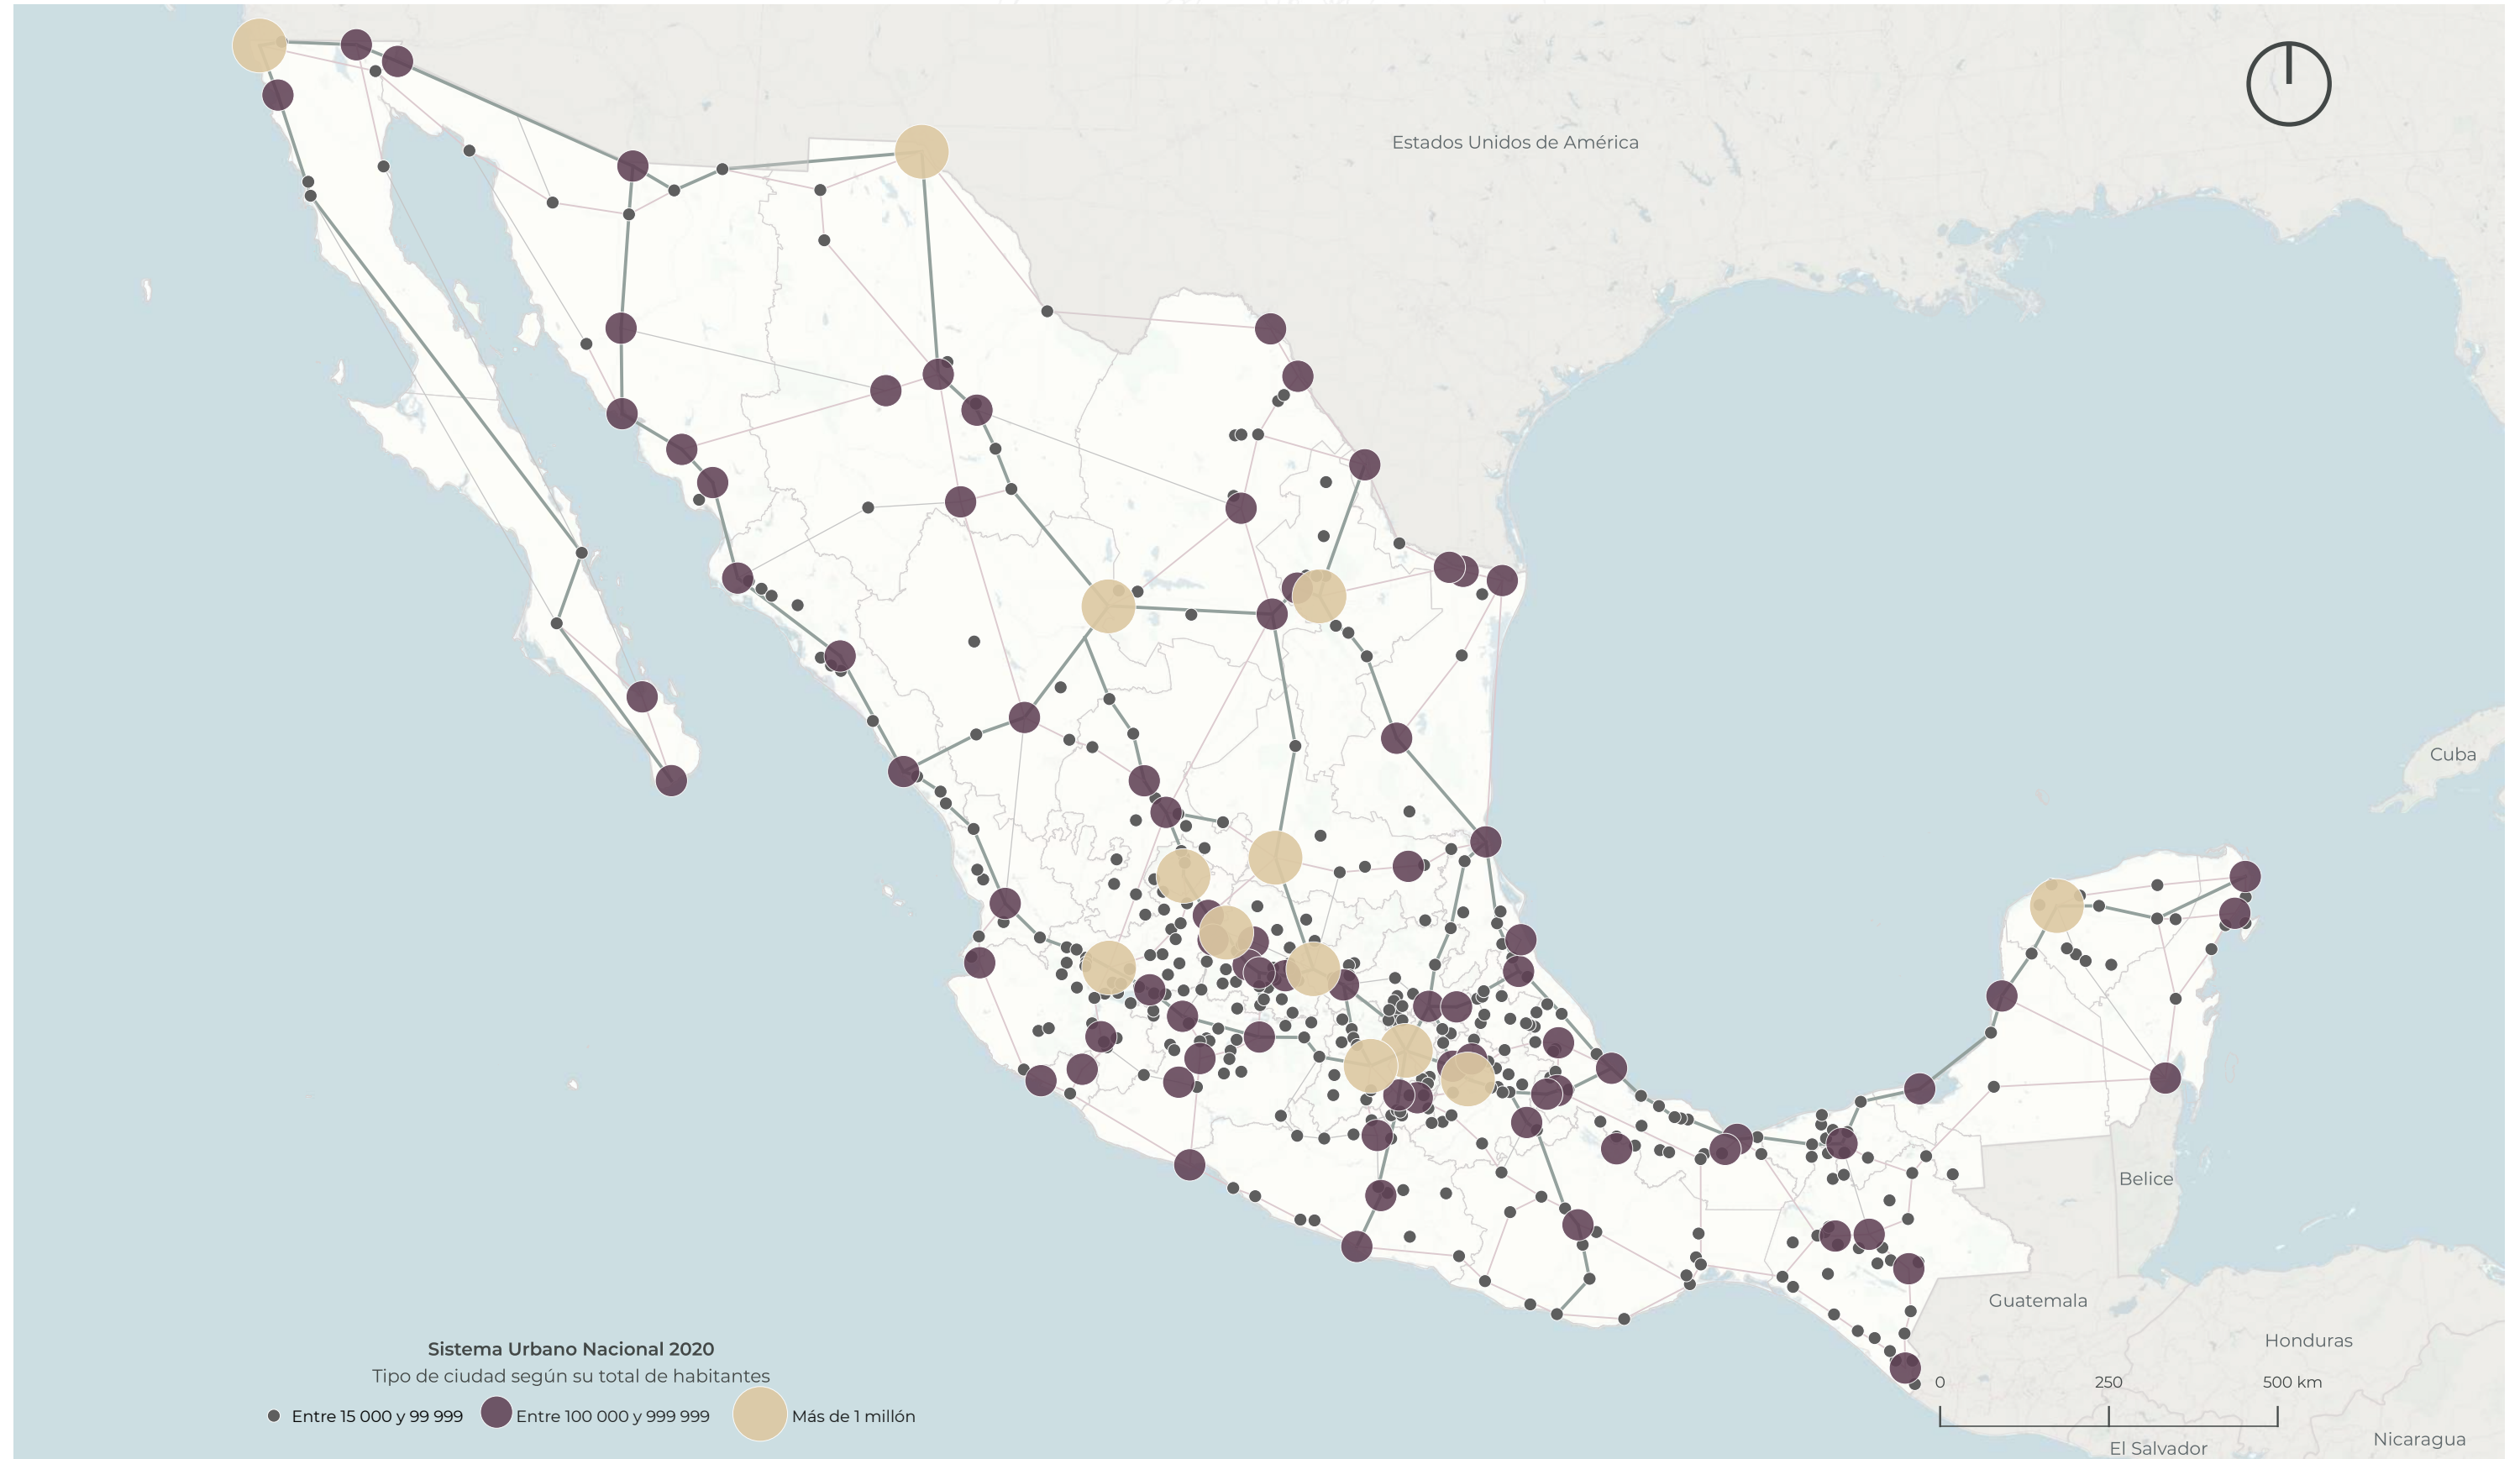 Estados Unidos de América
Cuba
Belice
Guatemala
Honduras
Sistema Urbano Nacional 2020
Tipo de ciudad según su total de habitantes
Entre 15 000 y 99 999
Entre 100 000 y 999 999
Más de 1 millón
0 250 500 km
El Salvador
Nicaragua